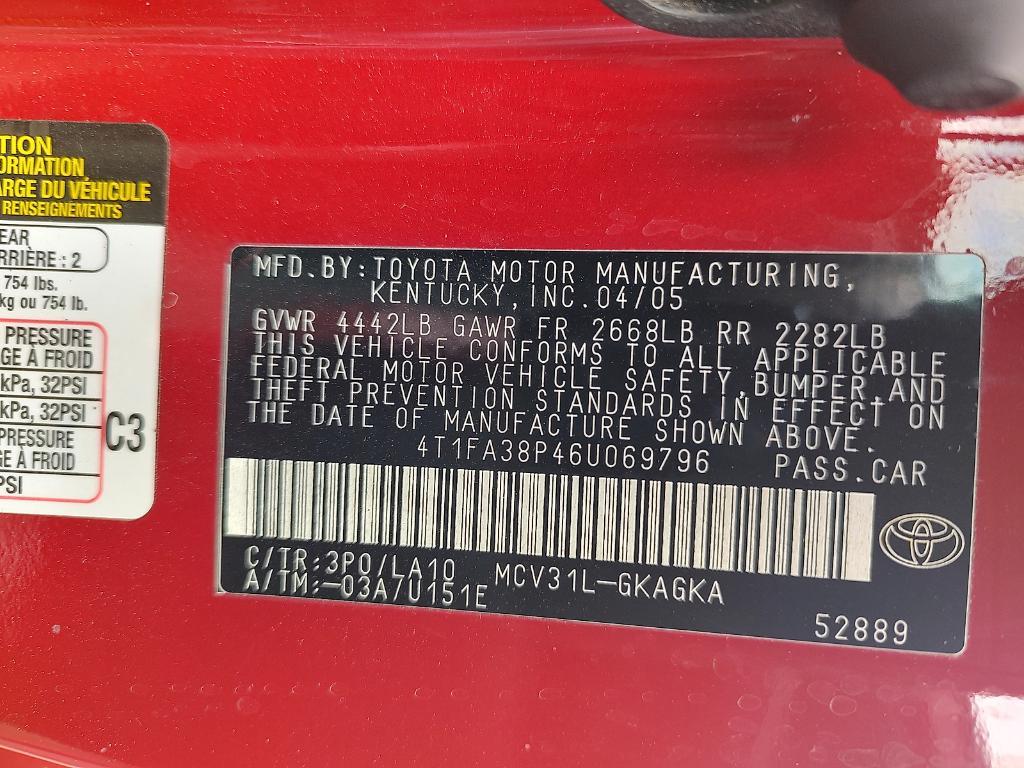 TION
ORMATION
ARGE DU VÉHICULE
RENSEIGNEMENTS
EAR
RRIÈRE : 2
754 lbs.
kg ou 754 lb.
PRESSURE
GE À FROID
kPa, 32PSI
kPa, 32PSI
PRESSURE
GE À FROID
PSI
C3
MFD.BY:TOYOTA MOTOR MANUFACTURING,
KENTUCKY,INC.04/05
GVWR 4442LB GAWR FR 2668LB RR 2282LB
THIS VEHICLE CONFORMS TO ALL APPLICABLE
FEDERAL MOTOR VEHICLE SAFETY,BUMPER,AND
THEFT PREVENTION STANDARDS IN EFFECT ON
THE DATE OF MANUFACTURE SHOWN ABOVE.
4T1FA38P46U069796 PASS.CAR
C/TR:3P0/LA10 MCV31L-GKAGKA
A/TM:-03A/U151E
52889